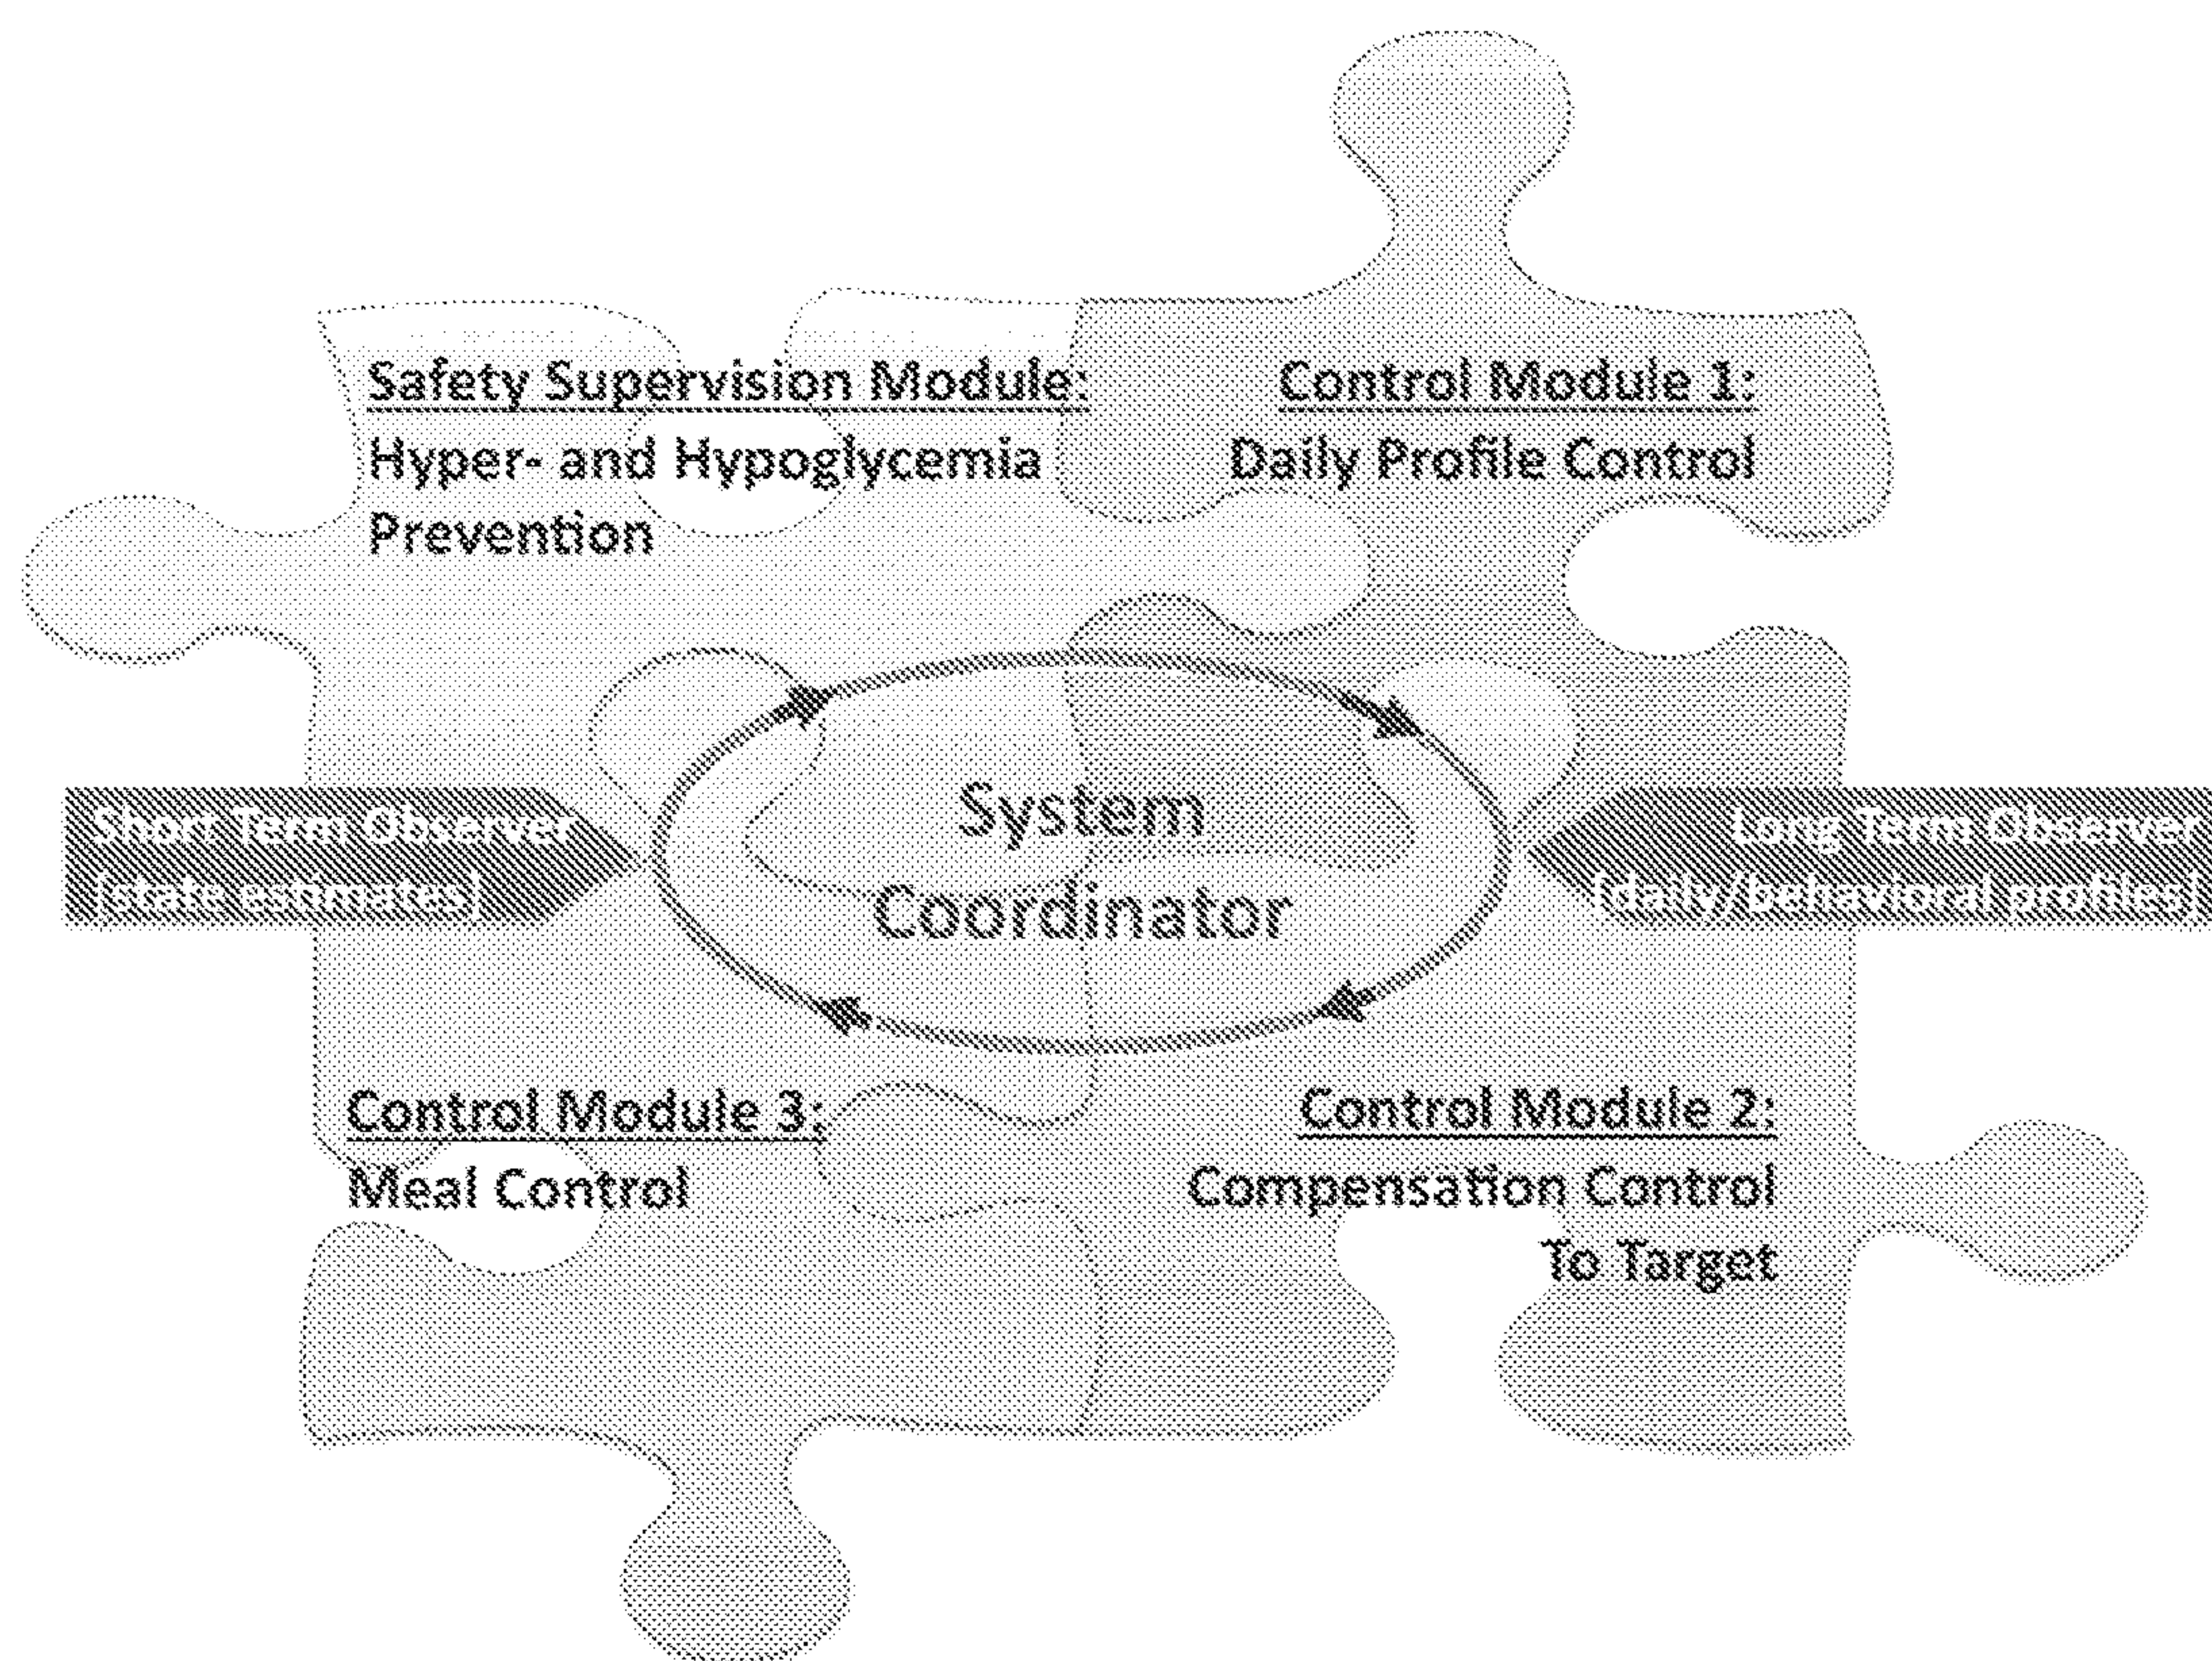 Safety Supervision Module:
Hyper- and Hypoglycemia
Prevention
Control Module 1:
Daily Profile Control
Short Term Observer
[state estimates]
System
Coordinator
Long Term Observer
[daily/behavioral profiles]
Control Module 3:
Meal Control
Control Module 2:
Compensation Control
To Target